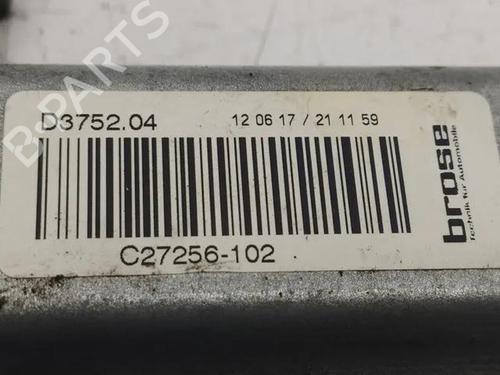 D3752.04
12 06 17 / 21 11 59
C27256-102
brose
Technik für Automobile
B-PARTS